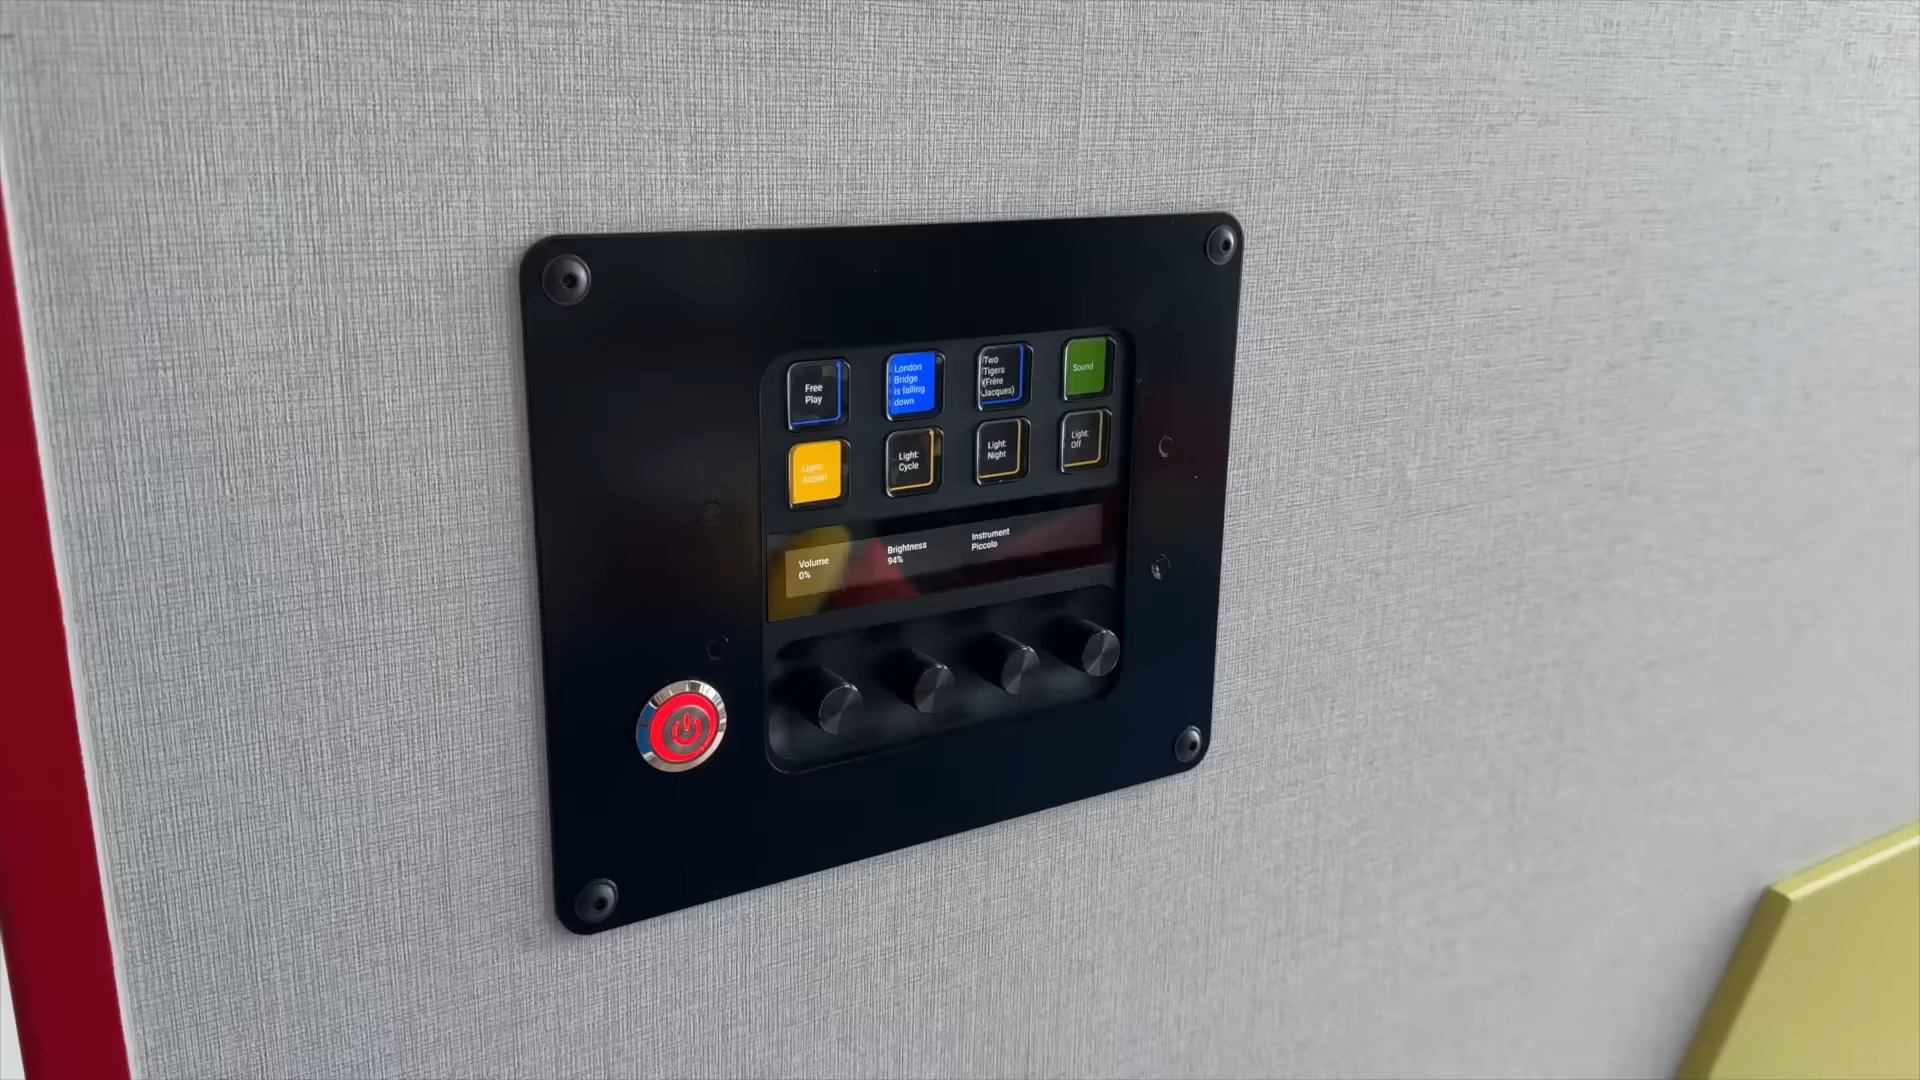 Free
Play
London
Bridge
is falling
down
Two
Tigers
(Frère
Jacques)
Sound
Light:
Action
Light:
Cycle
Light:
Night
Light:
Off
Volume
0%
Brightness
94%
Instrument
Piccolo